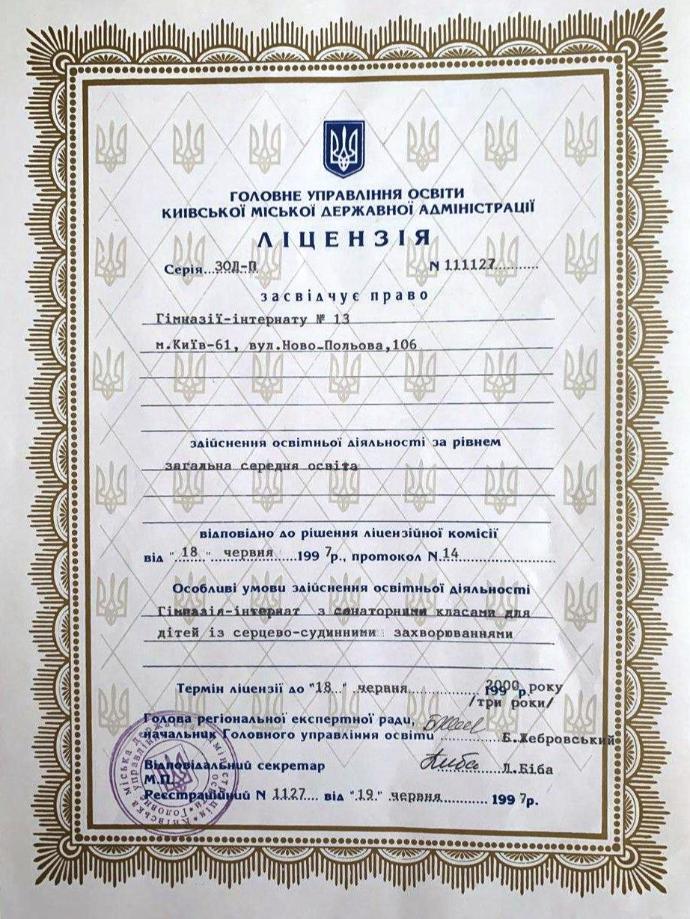 ГОЛОВНЕ УПРАВЛІННЯ ОСВІТИ
КИЇВСЬКОЇ МІСЬКОЇ ДЕРЖАВНОЇ АДМІНІСТРАЦІЇ
ЛІЦЕНЗІЯ
Серія...ЗОЛ-П N 111127..........
засвідчує право
Гімназії-інтернату № 13
м.Київ-61, вул.Ново-Польова,106
здійснення освітньої діяльності за рівнем
загальна середня освіта
відповідно до рішення ліцензійної комісії
від "18" червня 1997р., протокол N 14
Особливі умови здійснення освітньої діяльності
Гімназія-інтернат з санаторними класами для
дітей із серцево-судинними захворюваннями
Термін ліцензії до "18" червня 2000 року
/три роки/
Голова регіональної експертної ради,
начальник Головного управління освіти Б.Жебровський
Відповідальний секретар Л.Біба
М.П.
Реєстраційний N 1127 від "19" червня 1997р.